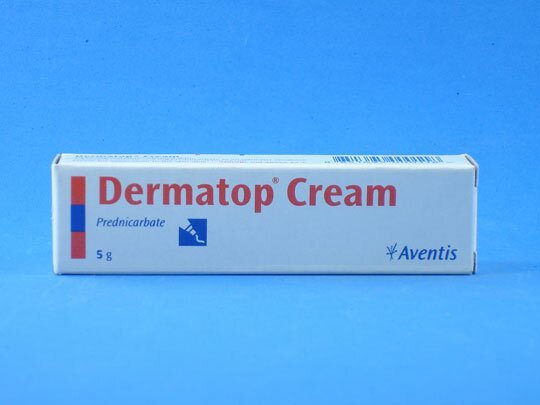 Dermatop® Cream
Prednicarbate
5 g
Aventis